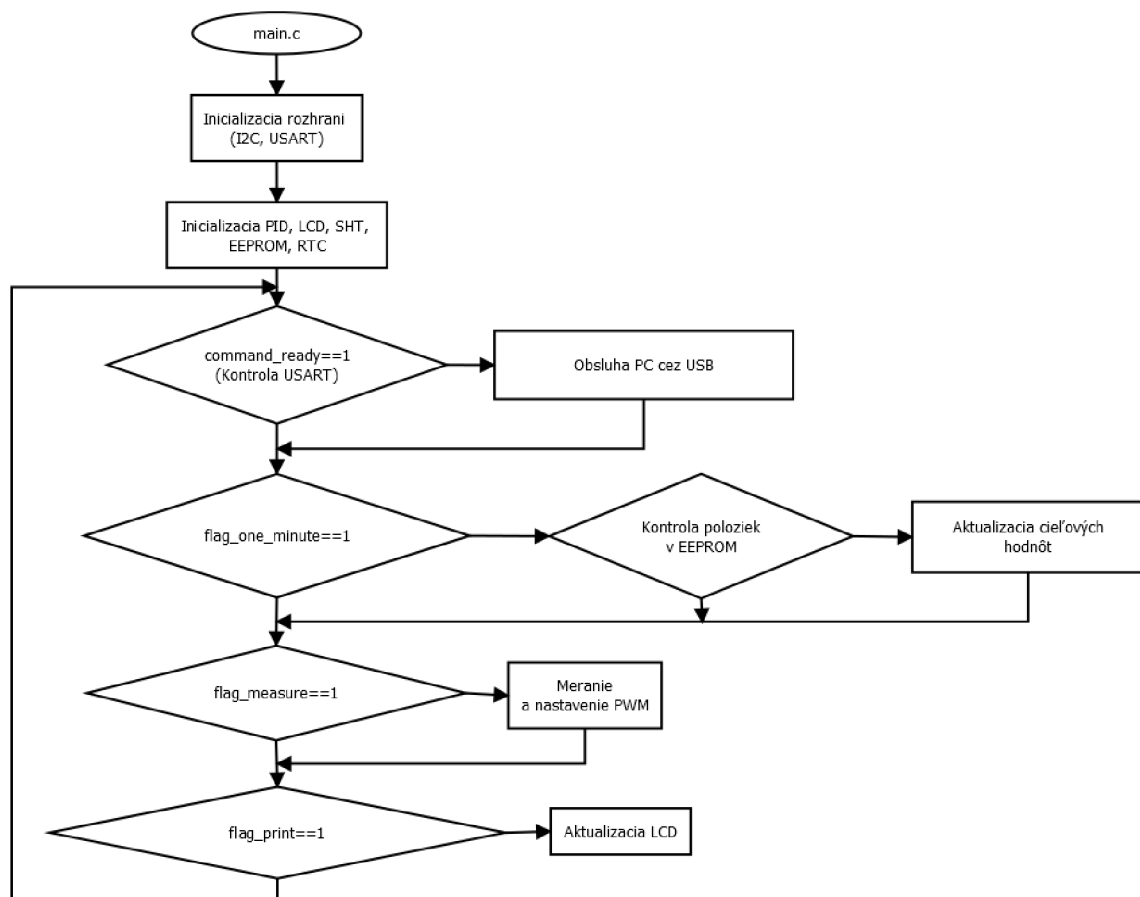 main.c
Inicializacia rozhrani
(I2C, USART)
Inicializacia PID, LCD, SHT,
EEPROM, RTC
command_ready==1
(Kontrola USART)
Obsluha PC cez USB
flag_one_minute==1
Kontrola poloziek
v EEPROM
Aktualizacia cieľových
hodnôt
flag_measure==1
Meranie
a nastavenie PWM
flag_print==1
Aktualizacia LCD